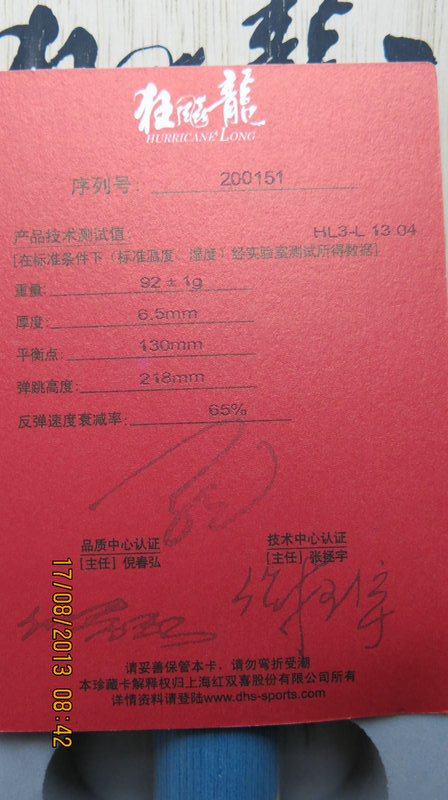 狂飚龍
HURRICANE LONG
序列号: 200151
产品技术测试值: HL3-L 13 04
[在标准条件下（标准温度、湿度）经实验室测试所得数据]
重量: 92 ± 1g
厚度: 6.5mm
平衡点: 130mm
弹跳高度: 218mm
反弹速度衰减率: 65%
品质中心认证 技术中心认证
[主任] 倪春弘 [主任] 张拯宇
请妥善保管本卡，请勿弯折受潮
本珍藏卡解释权归上海红双喜股份有限公司所有
详情资料请登陆www.dhs-sports.com
17/08/2013 08:42